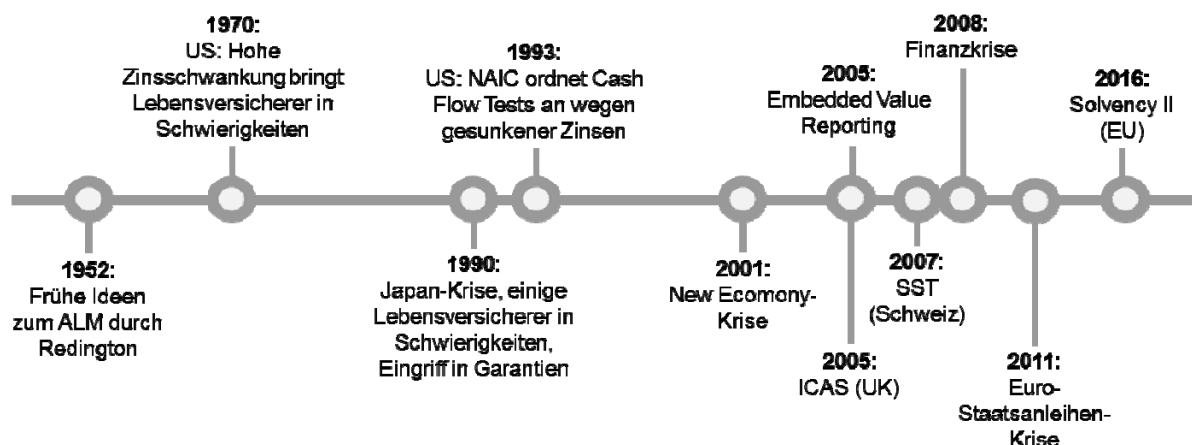 1970:
US: Hohe
Zinsschwankung bringt
Lebensversicherer in
Schwierigkeiten
1993:
US: NAIC ordnet Cash
Flow Tests an wegen
gesunkener Zinsen
2005:
Embedded Value
Reporting
2008:
Finanzkrise
2016:
Solvency II
(EU)
1952:
Frühe Ideen
zum ALM durch
Redington
1990:
Japan-Krise, einige
Lebensversicherer in
Schwierigkeiten,
Eingriff in Garantien
2001:
New Ecomony-
Krise
2005:
ICAS (UK)
2007:
SST
(Schweiz)
2011:
Euro-
Staatsanleihen-
Krise